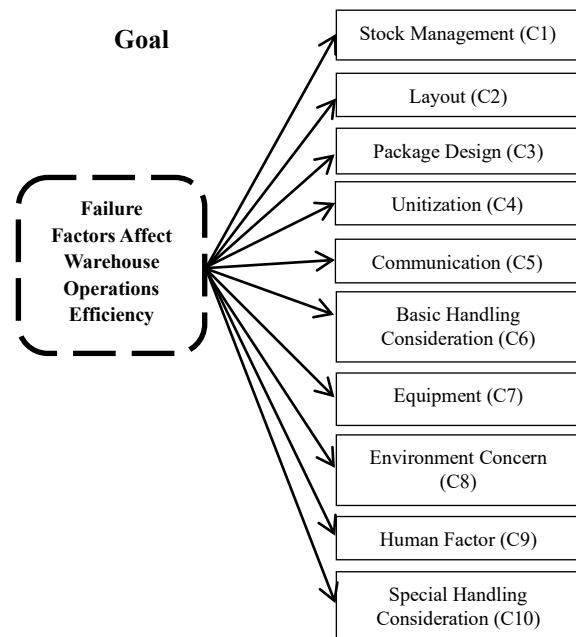 Goal
Failure
Factors Affect
Warehouse
Operations
Efficiency
Stock Management (C1)
Layout (C2)
Package Design (C3)
Unitization (C4)
Communication (C5)
Basic Handling
Consideration (C6)
Equipment (C7)
Environment Concern
(C8)
Human Factor (C9)
Special Handling
Consideration (C10)